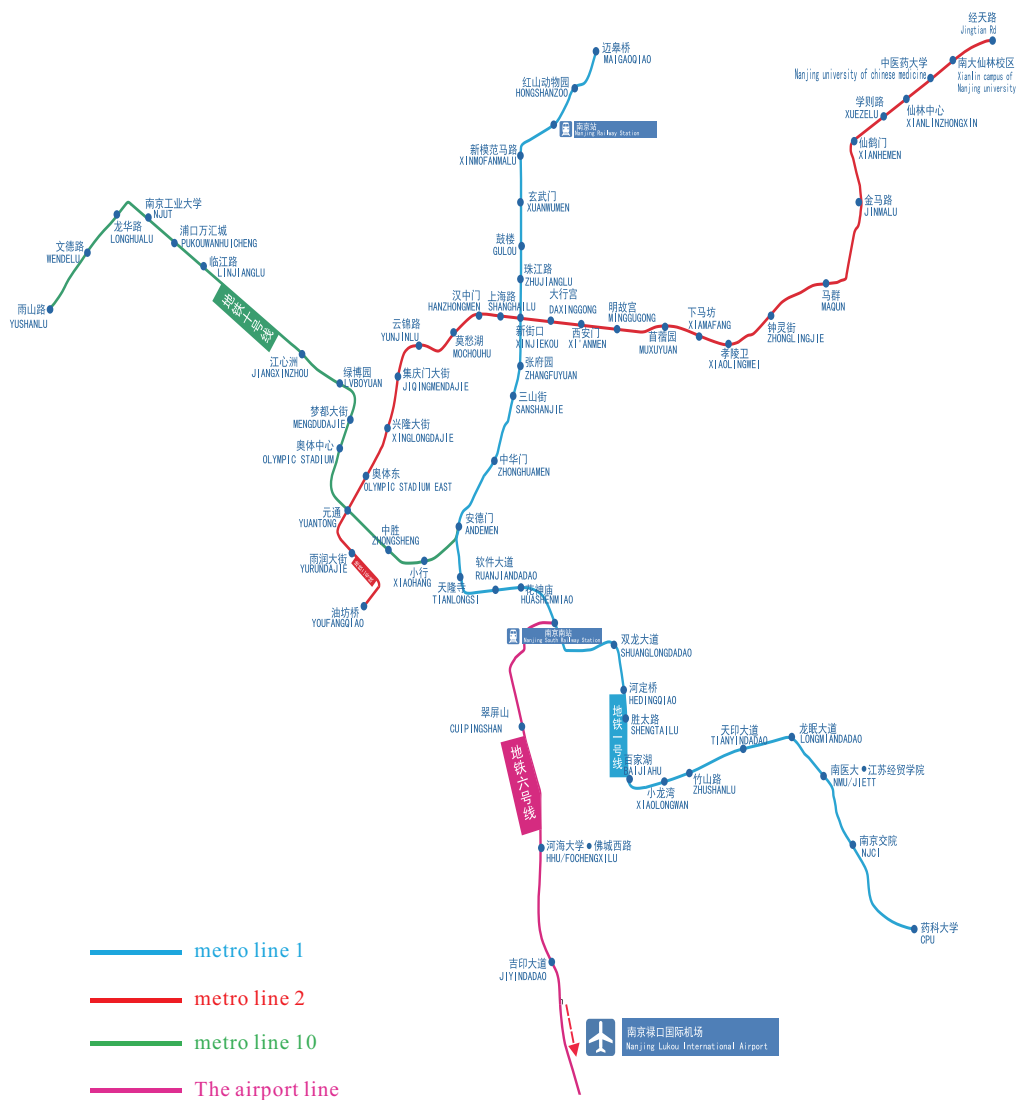 经天路
Jingtian Rd
迈皋桥
MAIGAOQIAO
中医药大学
Nanjing university of chinese medicine
南大仙林校区
Xianlin campus of
Nanjing university
红山动物园
HONGSHANZOO
学则路
XUEZELU
仙林中心
XIANLINZHONGXIN
南京站
Nanjing Railway Station
新模范马路
XINMOFANMALU
仙鹤门
XIANHEMEN
玄武门
XUANWUMEN
金马路
JINMALU
南京工业大学
NJUT
龙华路
LONGHUALU
浦口万汇城
PUKOUWANHUICHENG
文德路
WENDELU
鼓楼
GULOU
临江路
LINJIANGLU
珠江路
ZHUJIANGLU
雨山路
YUSHANLU
地铁十号线
汉中门
HANZHONGMEN
上海路
SHANGHAILU
大行宫
DAXINGGONG
明故宫
MINGGUGONG
下马坊
XIAMAFANG
马群
MAQUN
云锦路
YUNJINLU
莫愁湖
MOCHOUHU
新街口
XINJIEKOU
西安门
XI'ANMEN
苜蓿园
MUXUYUAN
孝陵卫
XIAOLINGWEI
钟灵街
ZHONGLINGJIE
江心洲
JIANGXINZHOU
绿博园
LVBOYUAN
集庆门大街
JIQINGMENDAJIE
张府园
ZHANGFUYUAN
三山街
SANSHANJIE
梦都大街
MENGDUDAJIE
兴隆大街
XINGLONGDAJIE
奥体中心
OLYMPIC STADIUM
中华门
ZHONGHUAMEN
奥体东
OLYMPIC STADIUM EAST
元通
YUANTONG
安德门
ANDEMEN
中胜
ZHONGSHENG
雨润大街
YURUNDAJIE
小行
XIAOHANG
软件大道
RUANJIANDADAO
天隆寺
TIANLONGSI
花神庙
HUASHENMIAO
油坊桥
YOUFANGQIAO
南京南站
Nanjing South Railway Station
双龙大道
SHUANGLONGDADAO
河定桥
HEDINGQIAO
翠屏山
CUIPINGSHAN
地铁一号线
胜太路
SHENGTAILU
天印大道
TIANYINDADAO
龙眠大道
LONGMIANDADAO
地铁六号线
百家湖
BAIJIAHU
小龙湾
XIAOLONGWAN
竹山路
ZHUSHANLU
南医大•江苏经贸学院
NMU/JIETT
河海大学•佛城西路
HHU/FOCHENGXILU
南京交院
NJCI
药科大学
CPU
吉印大道
JIYINDADAO
南京禄口国际机场
Nanjing Lukou International Airport
metro line 1
metro line 2
metro line 10
The airport line